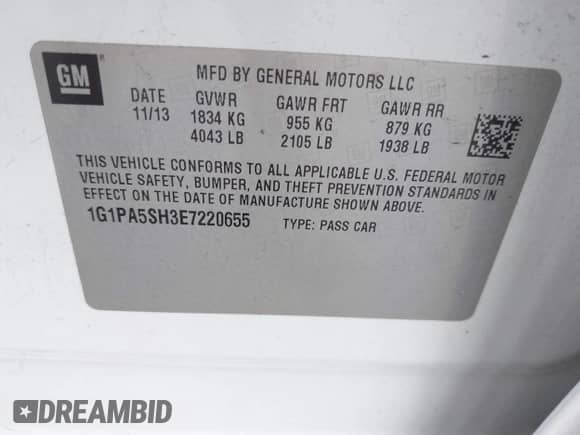 GM
MFD BY GENERAL MOTORS LLC
DATE GVWR GAWR FRT GAWR RR
11/13 1834 KG 955 KG 879 KG
4043 LB 2105 LB 1938 LB
THIS VEHICLE CONFORMS TO ALL APPLICABLE U.S. FEDERAL MOTOR
VEHICLE SAFETY, BUMPER, AND THEFT PREVENTION STANDARDS IN
EFFECT ON THE DATE OF MANUFACTURE SHOWN ABOVE.
1G1PA5SH3E7220655 TYPE: PASS CAR
DREAMBID